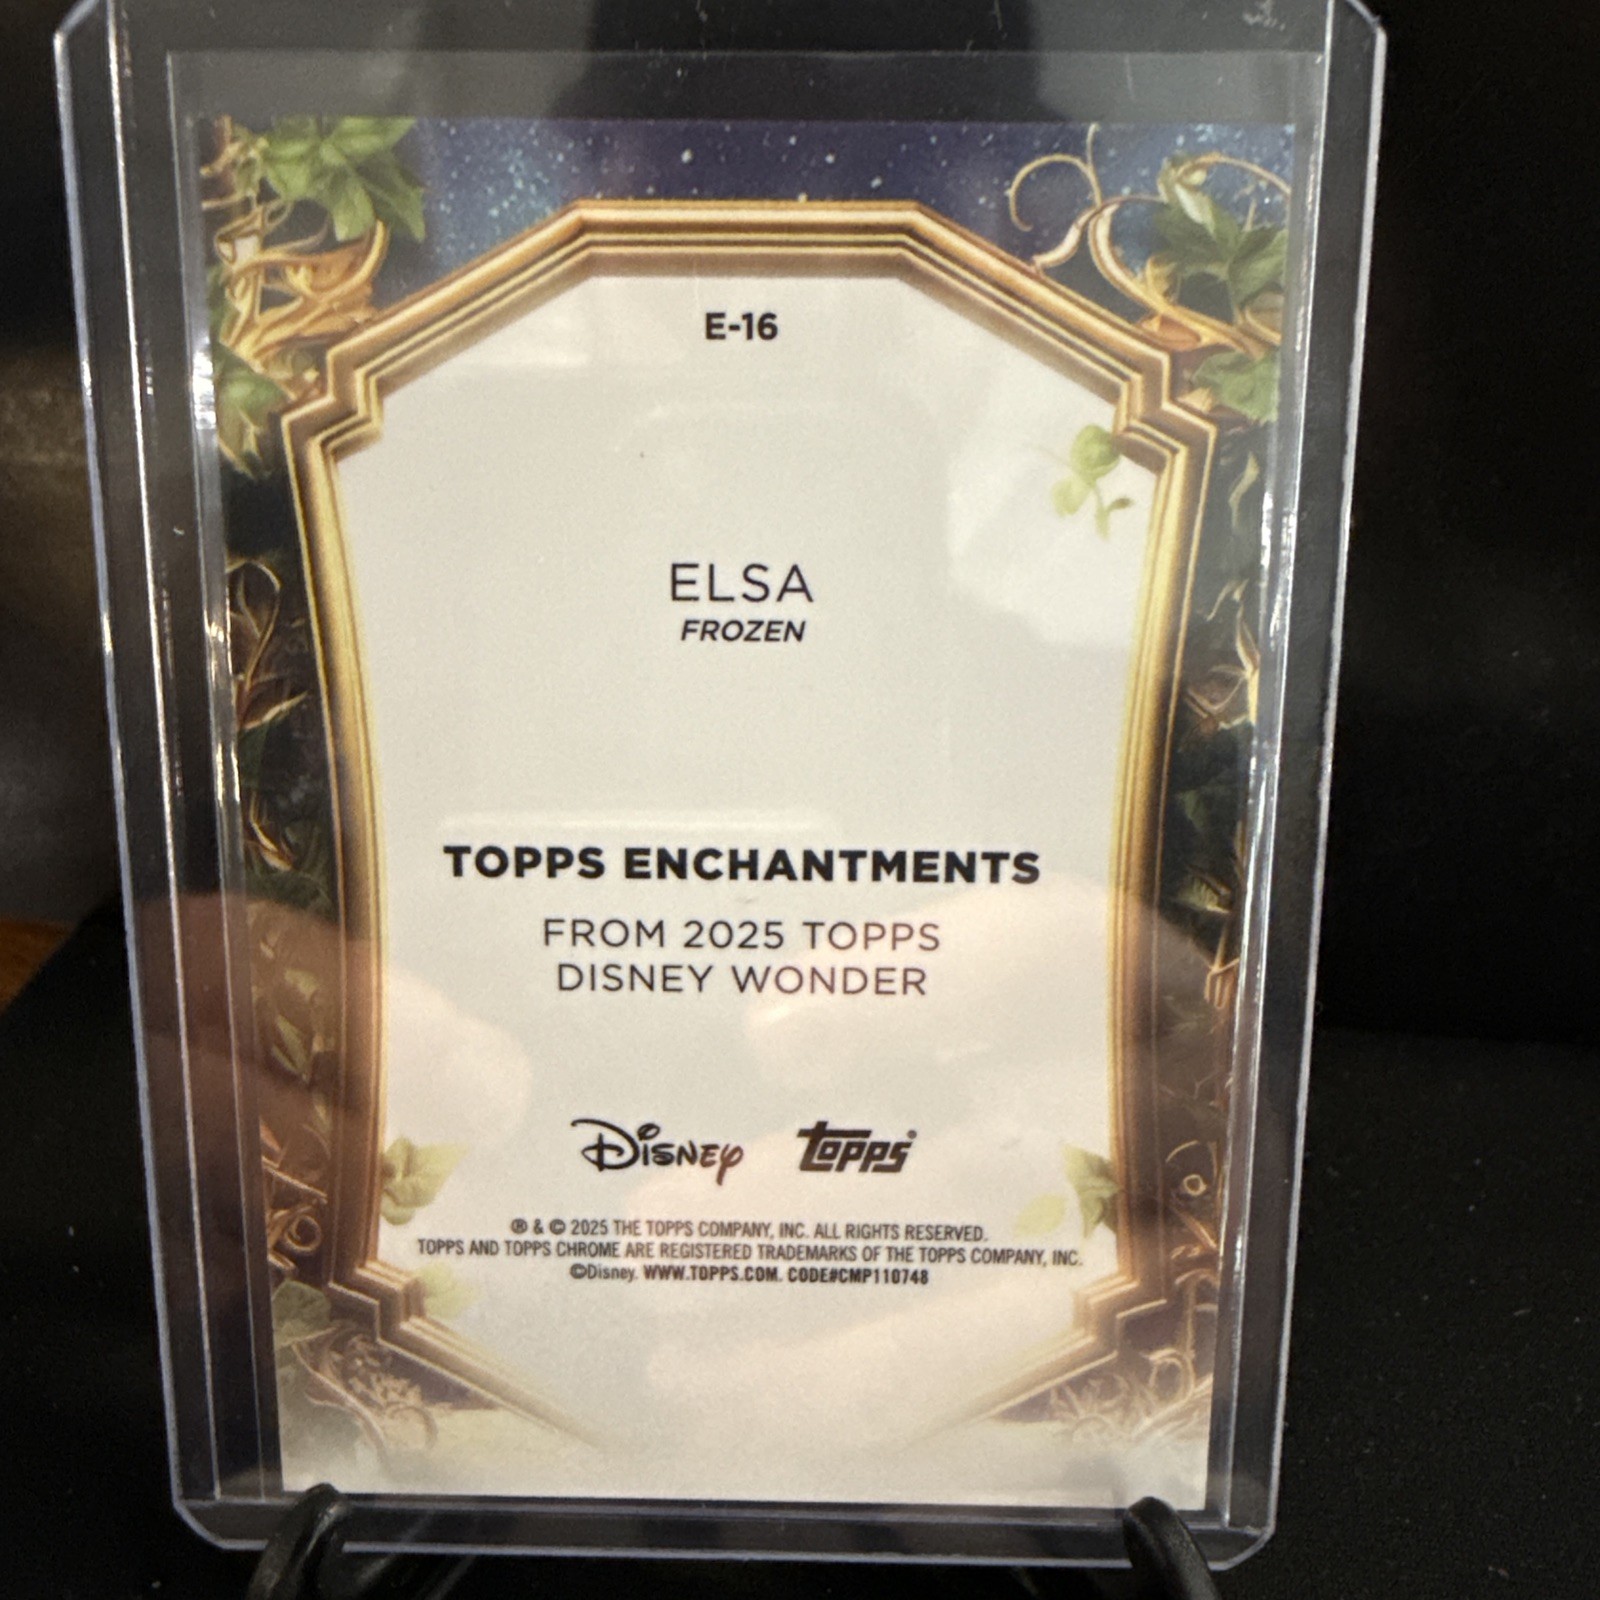 E-16
ELSA
FROZEN
TOPPS ENCHANTMENTS
FROM 2025 TOPPS
DISNEY WONDER
Disney topps®
® & © 2025 THE TOPPS COMPANY, INC. ALL RIGHTS RESERVED.
TOPPS AND TOPPS CHROME ARE REGISTERED TRADEMARKS OF THE TOPPS COMPANY, INC.
©Disney. WWW.TOPPS.COM. CODE#CMP110748